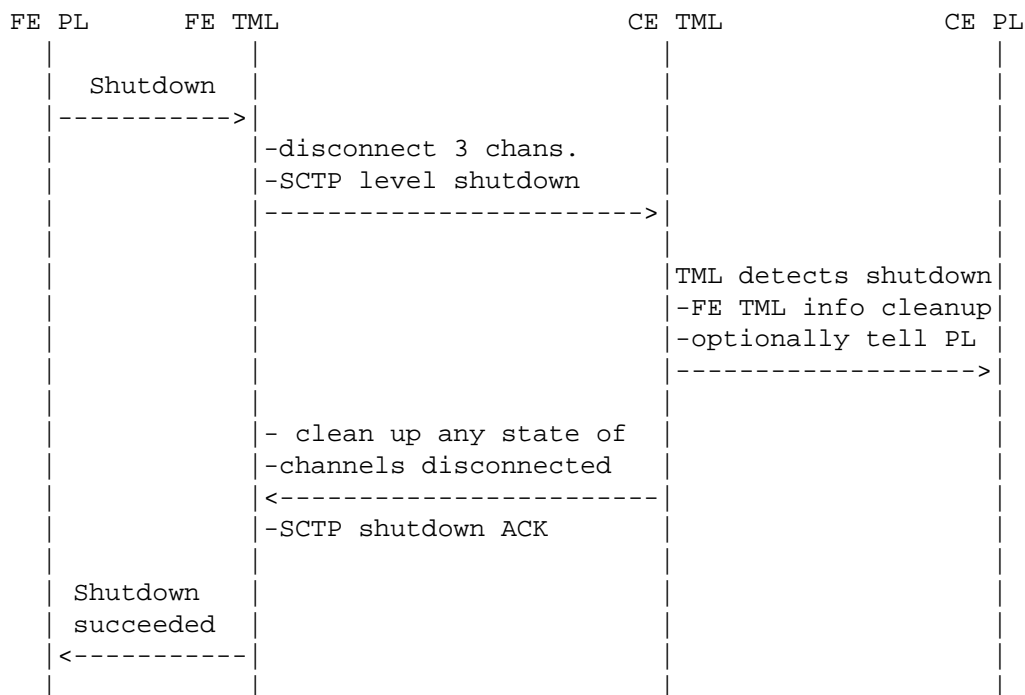 FE PL FE TML CE TML CE PL
Shutdown
-disconnect 3 chans.
-SCTP level shutdown
TML detects shutdown
-FE TML info cleanup
-optionally tell PL
- clean up any state of
-channels disconnected
-SCTP shutdown ACK
Shutdown
succeeded